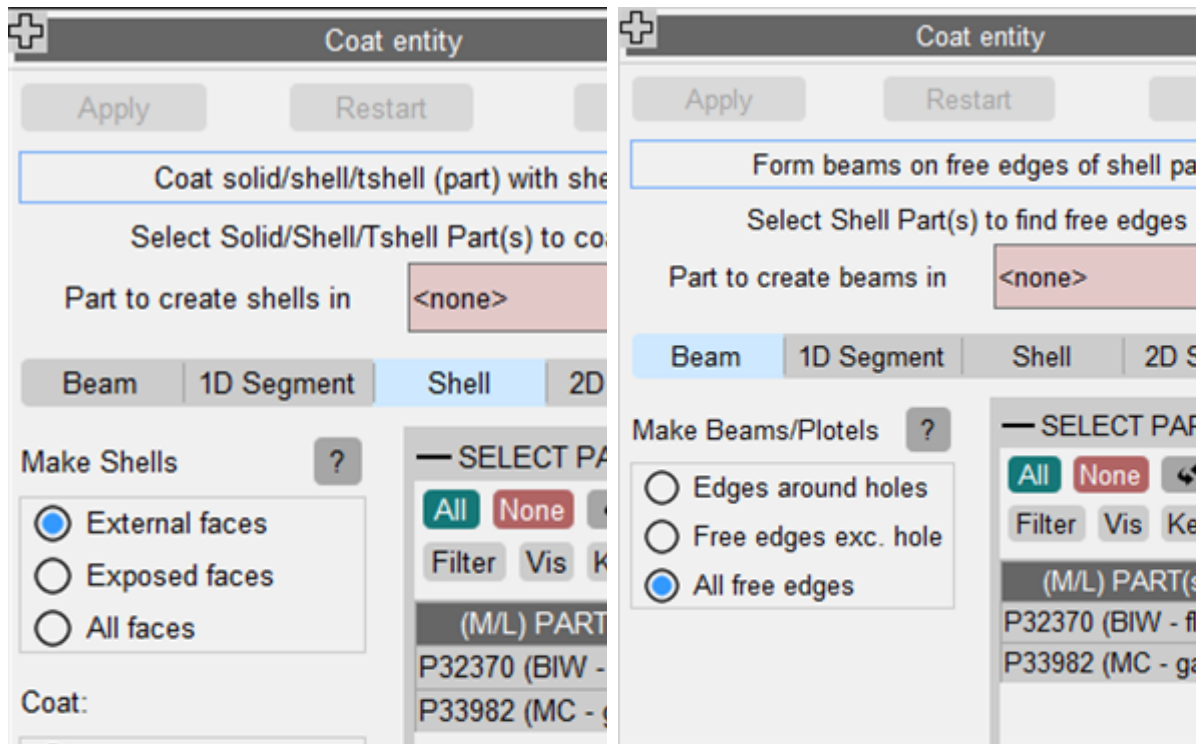 Coat entity
Apply Restart
Coat solid/shell/tshell (part) with she
Select Solid/Shell/Tshell Part(s) to co
Part to create shells in <none>
Beam 1D Segment Shell 2D
Make Shells ?
External faces
Exposed faces
All faces
Coat:
— SELECT PA
All None
Filter Vis K
(M/L) PART
P32370 (BIW -
P33982 (MC - g
Coat entity
Apply Restart
Form beams on free edges of shell pa
Select Shell Part(s) to find free edges
Part to create beams in <none>
Beam 1D Segment Shell 2D S
Make Beams/Plotels ?
Edges around holes
Free edges exc. hole
All free edges
— SELECT PAR
All None
Filter Vis Ke
(M/L) PART(s
P32370 (BIW - fl
P33982 (MC - ga